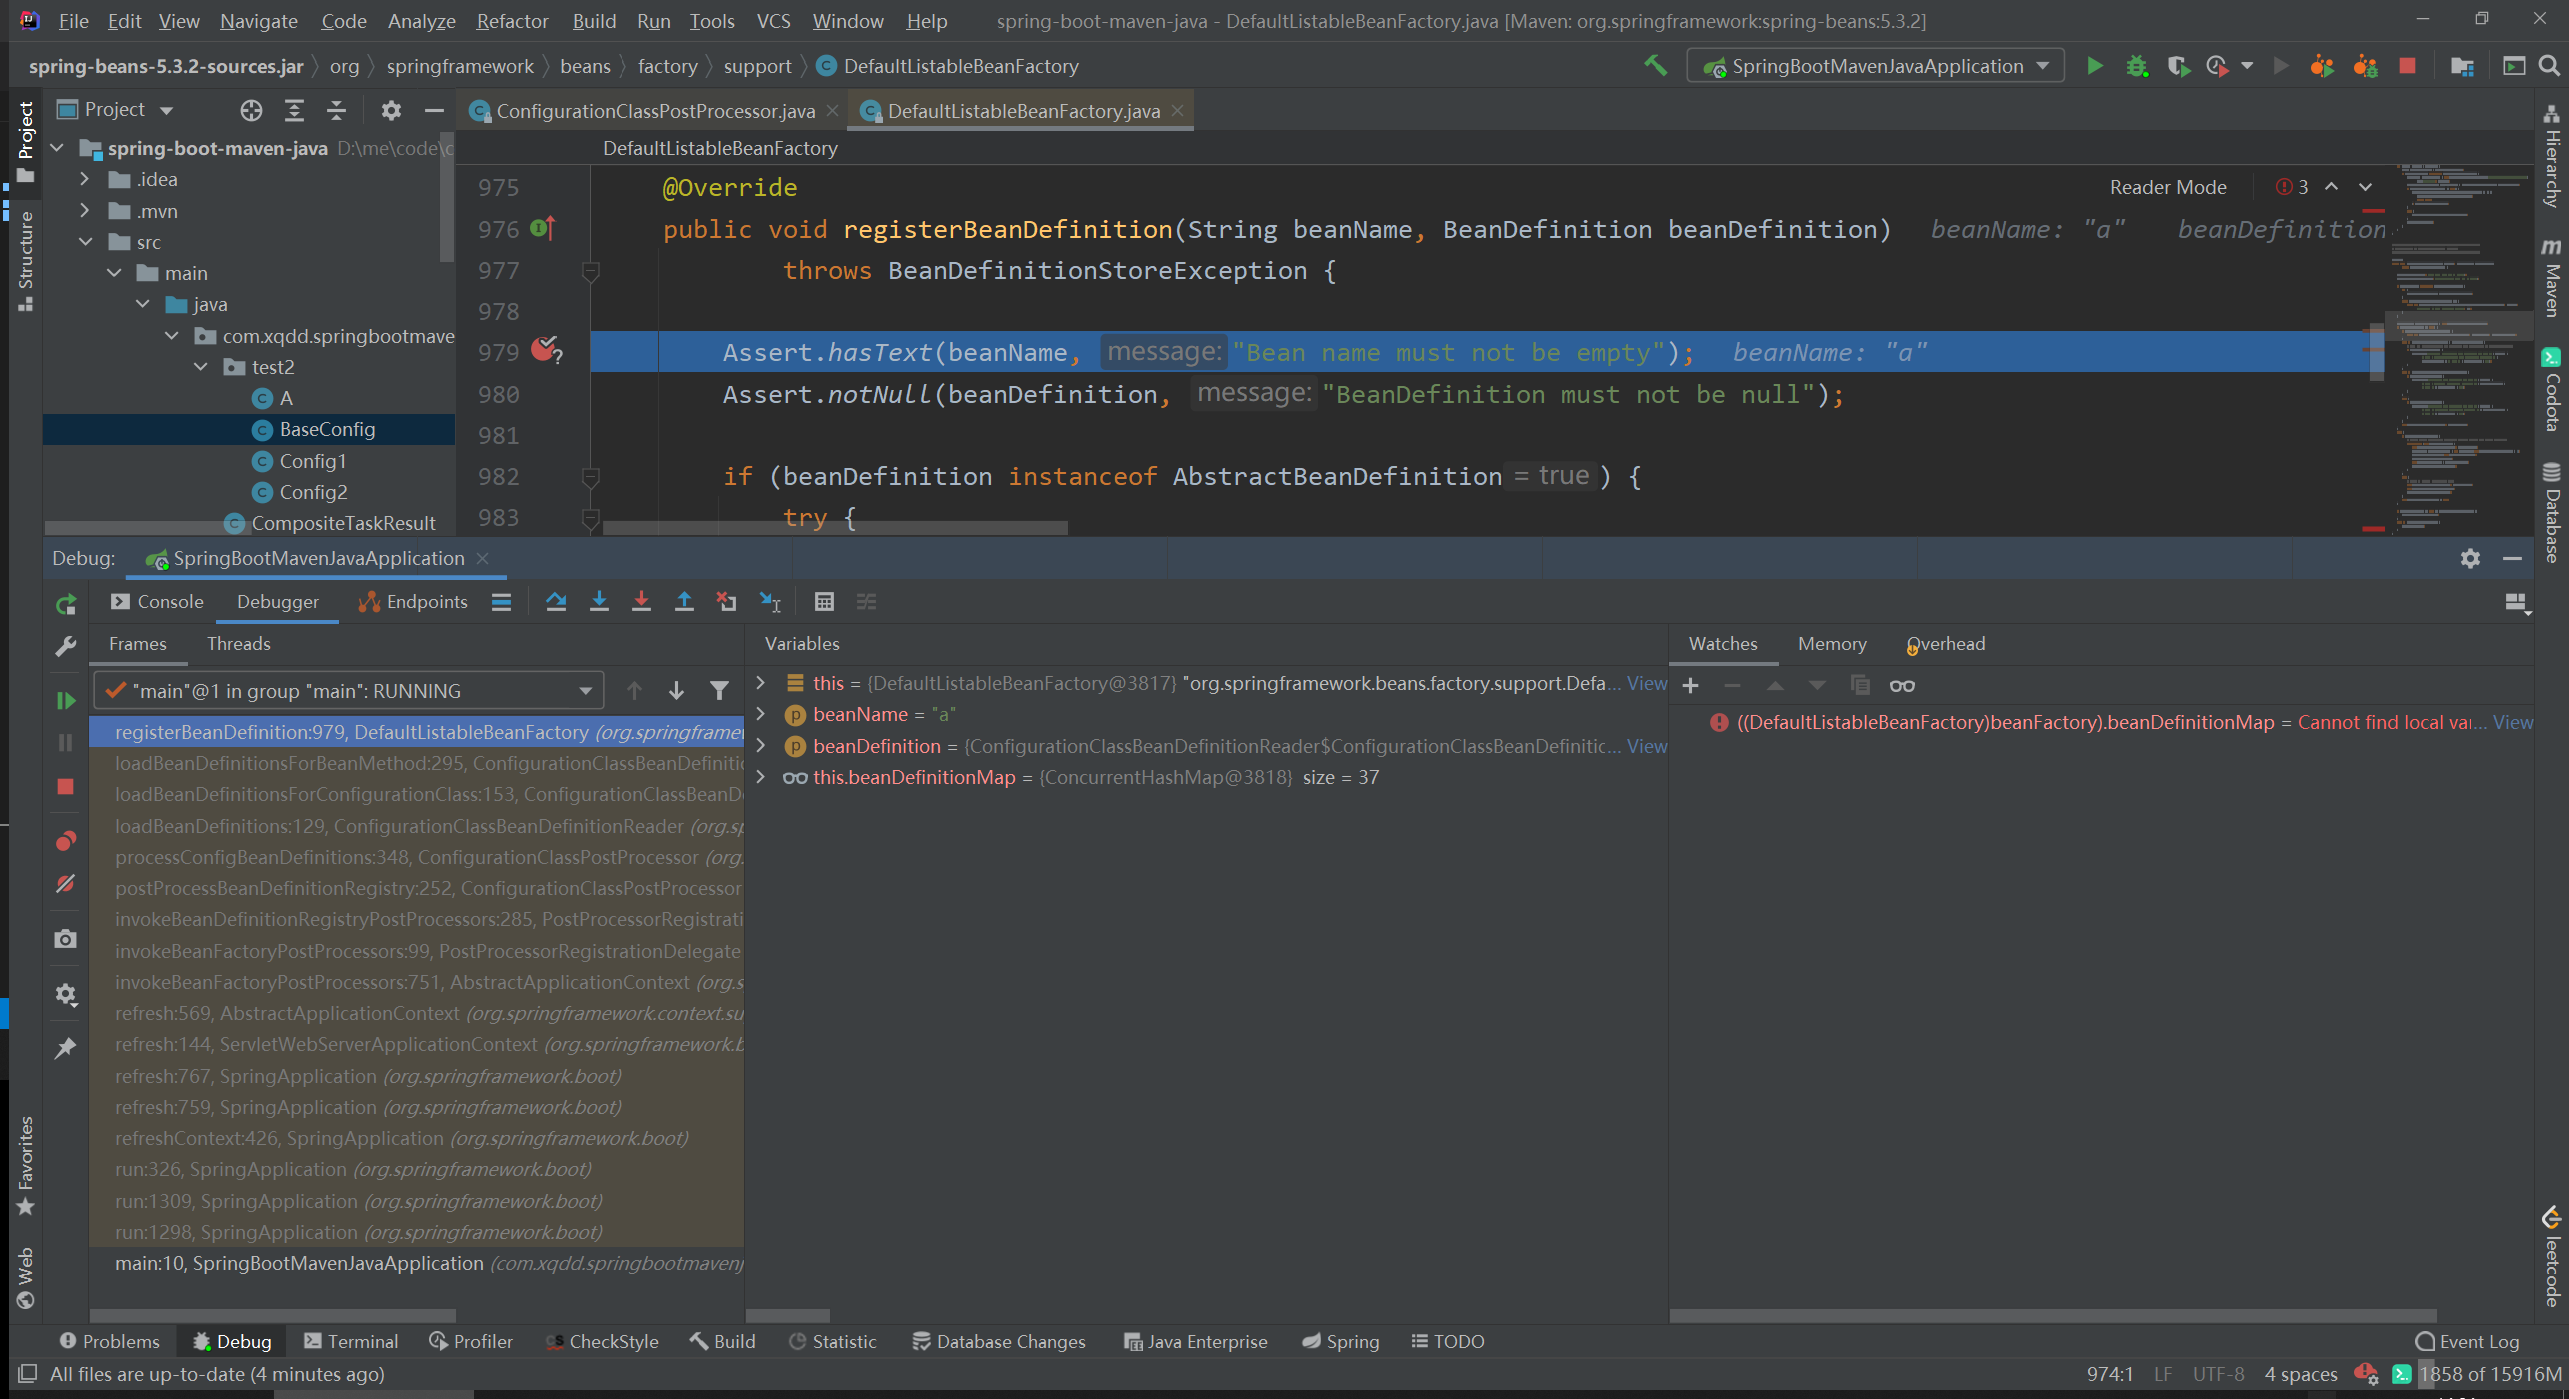 File Edit View Navigate Code Analyze Refactor Build Run Tools VCS Window Help spring-boot-maven-java - DefaultListableBeanFactory.java [Maven: org.springframework:spring-beans:5.3.2]
spring-beans-5.3.2-sources.jar org springframework beans factory support DefaultListableBeanFactory SpringBootMavenJavaApplication
Project ConfigurationClassPostProcessor.java DefaultListableBeanFactory.java
spring-boot-maven-java D:\me\code\c
.idea
.mvn
src
main
java
com.xqdd.springbootmave
test2
A
BaseConfig
Config1
Config2
CompositeTaskResult
DefaultListableBeanFactory
Reader Mode 3
975 @Override
976 public void registerBeanDefinition(String beanName, BeanDefinition beanDefinition) beanName: "a" beanDefinition
977 throws BeanDefinitionStoreException {
978
979 Assert.hasText(beanName, message: "Bean name must not be empty"); beanName: "a"
980 Assert.notNull(beanDefinition, message: "BeanDefinition must not be null");
981
982 if (beanDefinition instanceof AbstractBeanDefinition = true ) {
983 try {
Project
Structure
Favorites
Web
Hierarchy
Maven
Codota
Database
leetcode
Debug: SpringBootMavenJavaApplication
Console Debugger Endpoints
Frames Threads
"main"@1 in group "main": RUNNING
registerBeanDefinition:979, DefaultListableBeanFactory (org.springframe
loadBeanDefinitionsForBeanMethod:295, ConfigurationClassBeanDefiniti
loadBeanDefinitionsForConfigurationClass:153, ConfigurationClassBeanD
loadBeanDefinitions:129, ConfigurationClassBeanDefinitionReader (org.sp
processConfigBeanDefinitions:348, ConfigurationClassPostProcessor (org.
postProcessBeanDefinitionRegistry:252, ConfigurationClassPostProcessor
invokeBeanDefinitionRegistryPostProcessors:285, PostProcessorRegistrati
invokeBeanFactoryPostProcessors:99, PostProcessorRegistrationDelegate
invokeBeanFactoryPostProcessors:751, AbstractApplicationContext (org.s
refresh:569, AbstractApplicationContext (org.springframework.context.su
refresh:144, ServletWebServerApplicationContext (org.springframework.b
refresh:767, SpringApplication (org.springframework.boot)
refresh:759, SpringApplication (org.springframework.boot)
refreshContext:426, SpringApplication (org.springframework.boot)
run:326, SpringApplication (org.springframework.boot)
run:1309, SpringApplication (org.springframework.boot)
run:1298, SpringApplication (org.springframework.boot)
main:10, SpringBootMavenJavaApplication (com.xqdd.springbootmavenj
Variables
this = {DefaultListableBeanFactory@3817} "org.springframework.beans.factory.support.Defa... View
beanName = "a"
beanDefinition = {ConfigurationClassBeanDefinitionReader$ConfigurationClassBeanDefinitic... View
this.beanDefinitionMap = {ConcurrentHashMap@3818} size = 37
Watches Memory Overhead
((DefaultListableBeanFactory)beanFactory).beanDefinitionMap = Cannot find local va... View
Problems Debug Terminal Profiler CheckStyle Build Statistic Database Changes Java Enterprise Spring TODO Event Log
All files are up-to-date (4 minutes ago) 974:1 LF UTF-8 4 spaces 1858 of 15916M